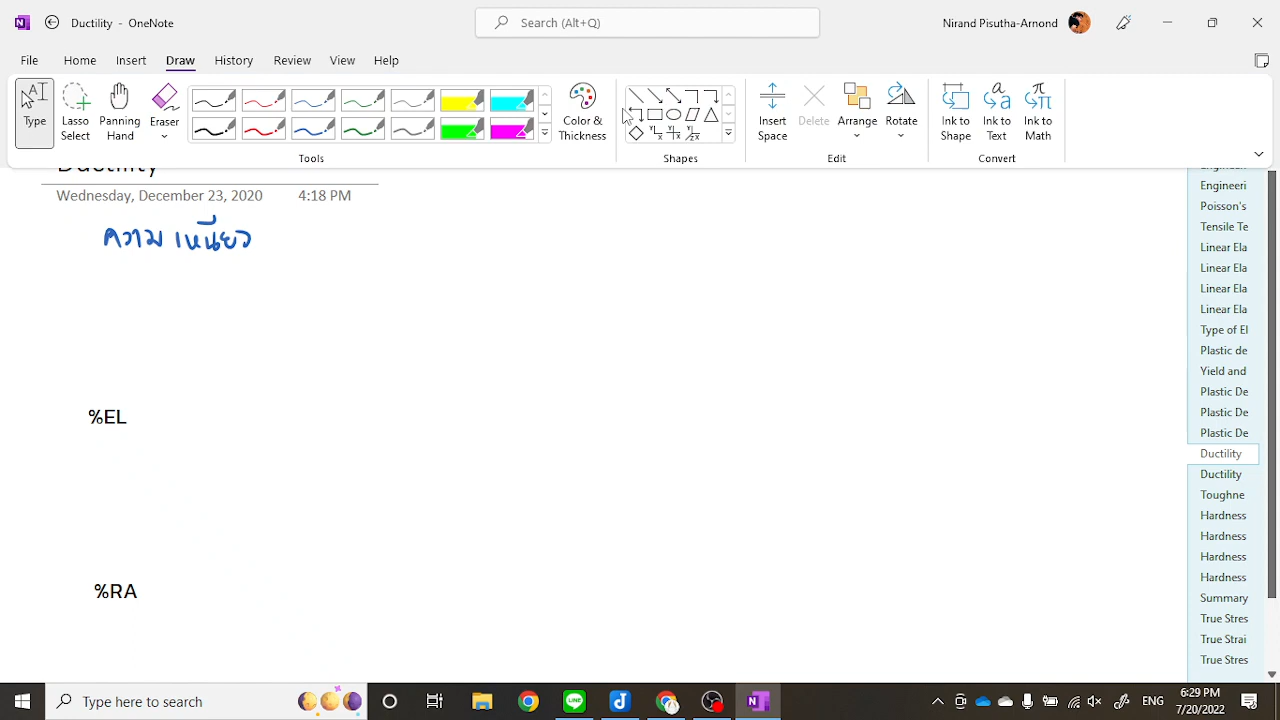 Ductility - OneNote
Search (Alt+Q)
Nirand Pisutha-Arnond
File Home Insert Draw History Review View Help
Type
Lasso Select
Panning Hand
Eraser
Color & Thickness
Insert Space
Delete
Arrange
Rotate
Ink to Shape
Ink to Text
Ink to Math
Tools
Shapes
Edit
Convert
Ductility
Wednesday, December 23, 2020 4:18 PM
ความเหนียว
%EL
%RA
Engineeri
Poisson's
Tensile Te
Linear Ela
Linear Ela
Linear Ela
Linear Ela
Type of El
Plastic de
Yield and
Plastic De
Plastic De
Plastic De
Ductility
Ductility
Toughne
Hardness
Hardness
Hardness
Hardness
Summary
True Stres
True Strai
True Stres
Type here to search
ENG
6:29 PM
7/20/2022